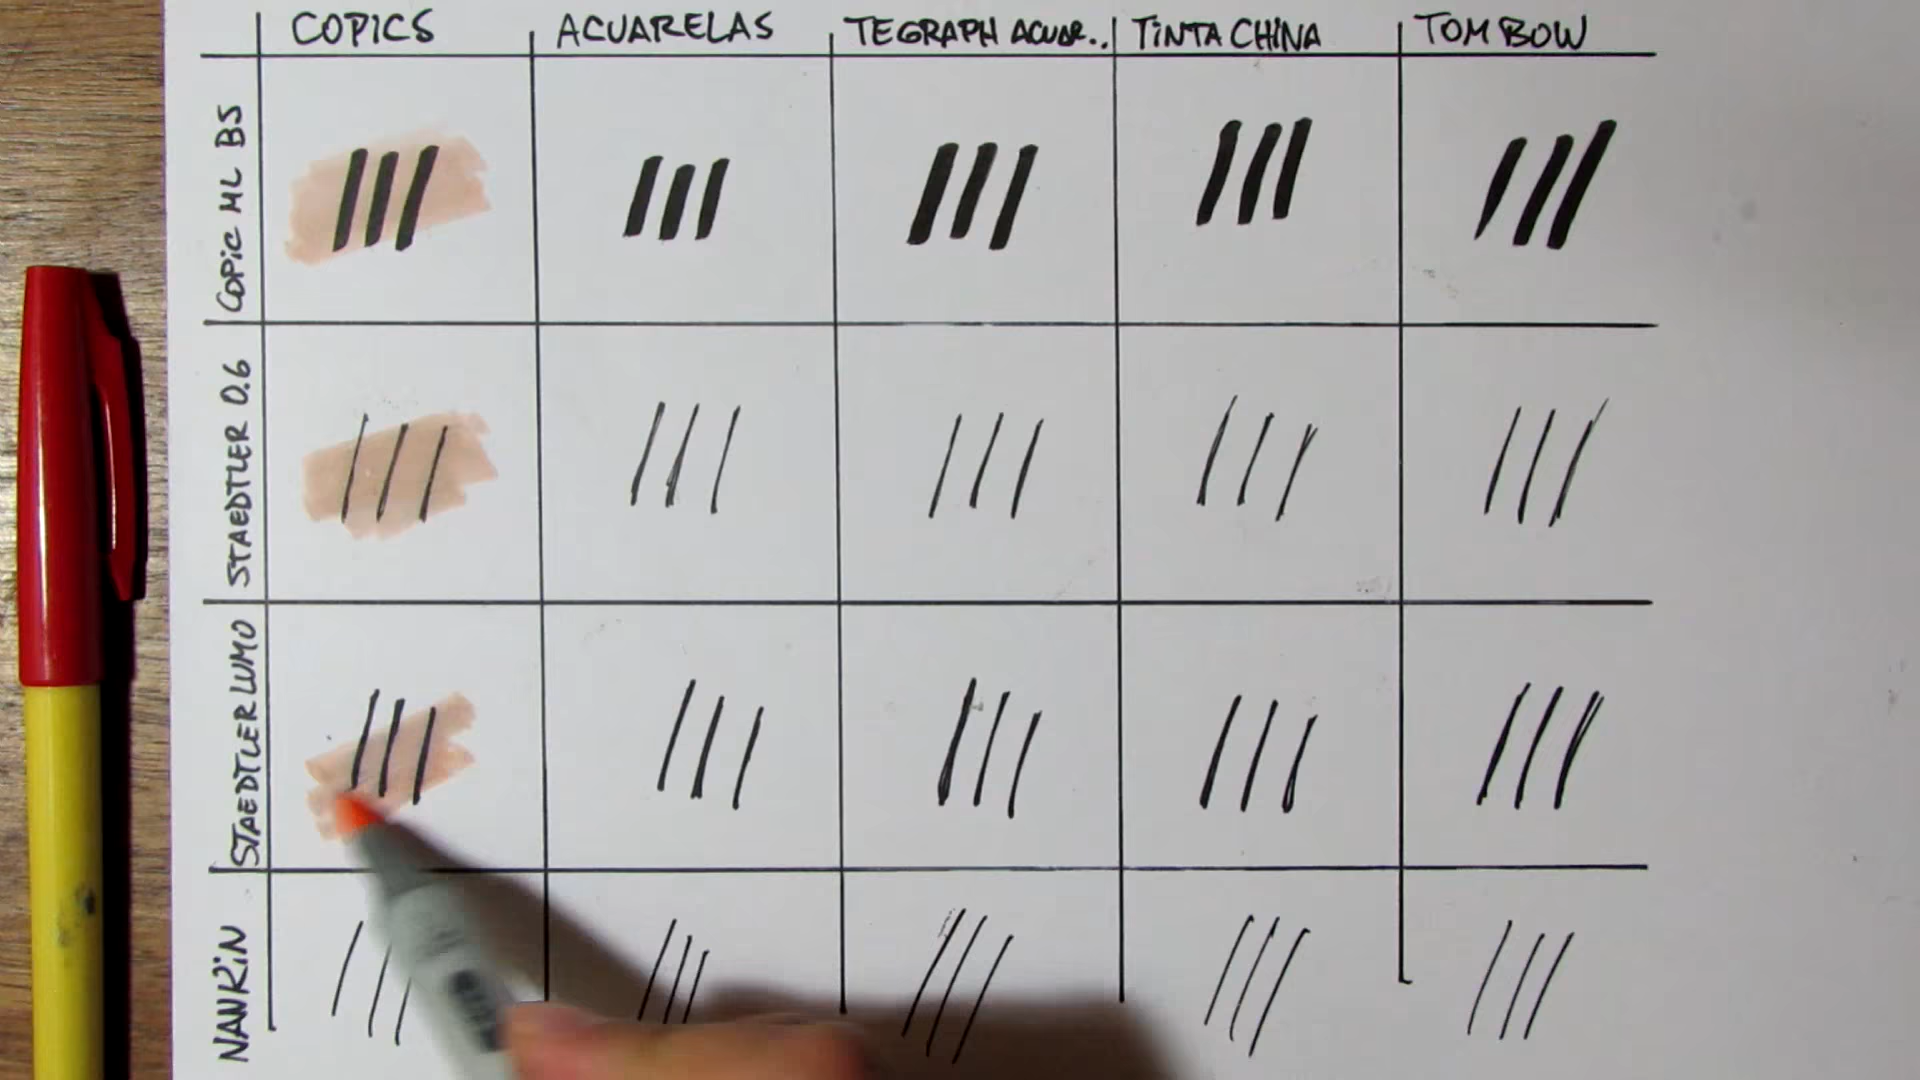 COPICS
ACUARELAS
TEGRAPH ACUAR..
TiNTA CHiNA
TOMBOW
COPiC ML BS
STAEDTLER 0.6
STAEDTLER LUMO
NANKiN